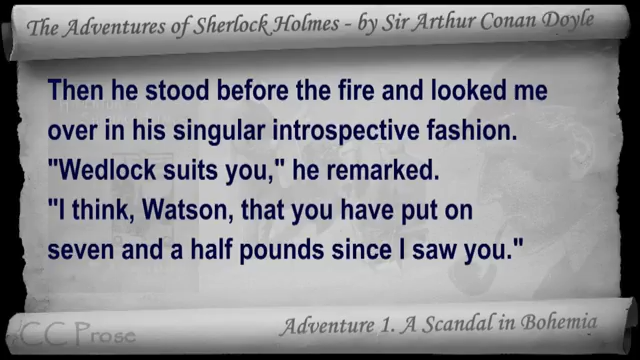 The Adventures of Sherlock Holmes - by Sir Arthur Conan Doyle
Then he stood before the fire and looked me
over in his singular introspective fashion.
"Wedlock suits you," he remarked.
"I think, Watson, that you have put on
seven and a half pounds since I saw you."
CC Prose
Adventure 1. A Scandal in Bohemia